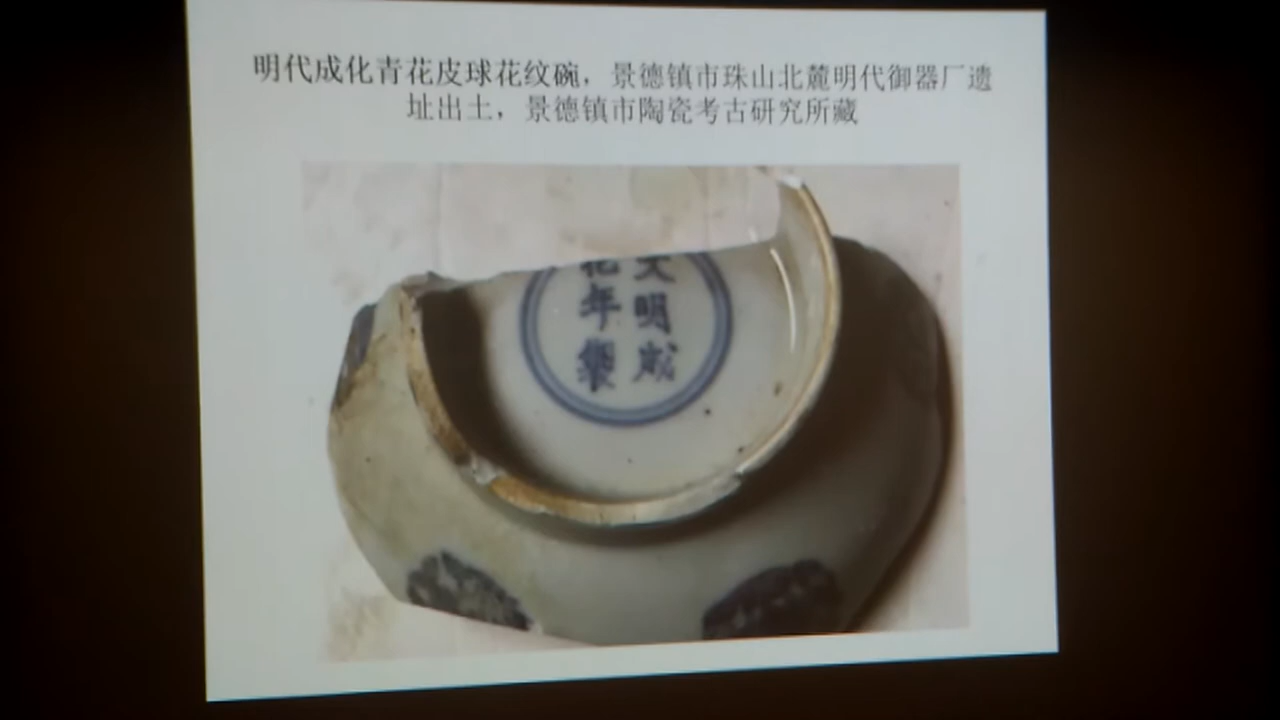 明代成化青花皮球花纹碗，景德镇市珠山北麓明代御器厂遗
址出土，景德镇市陶瓷考古研究所藏
大明成
化年製